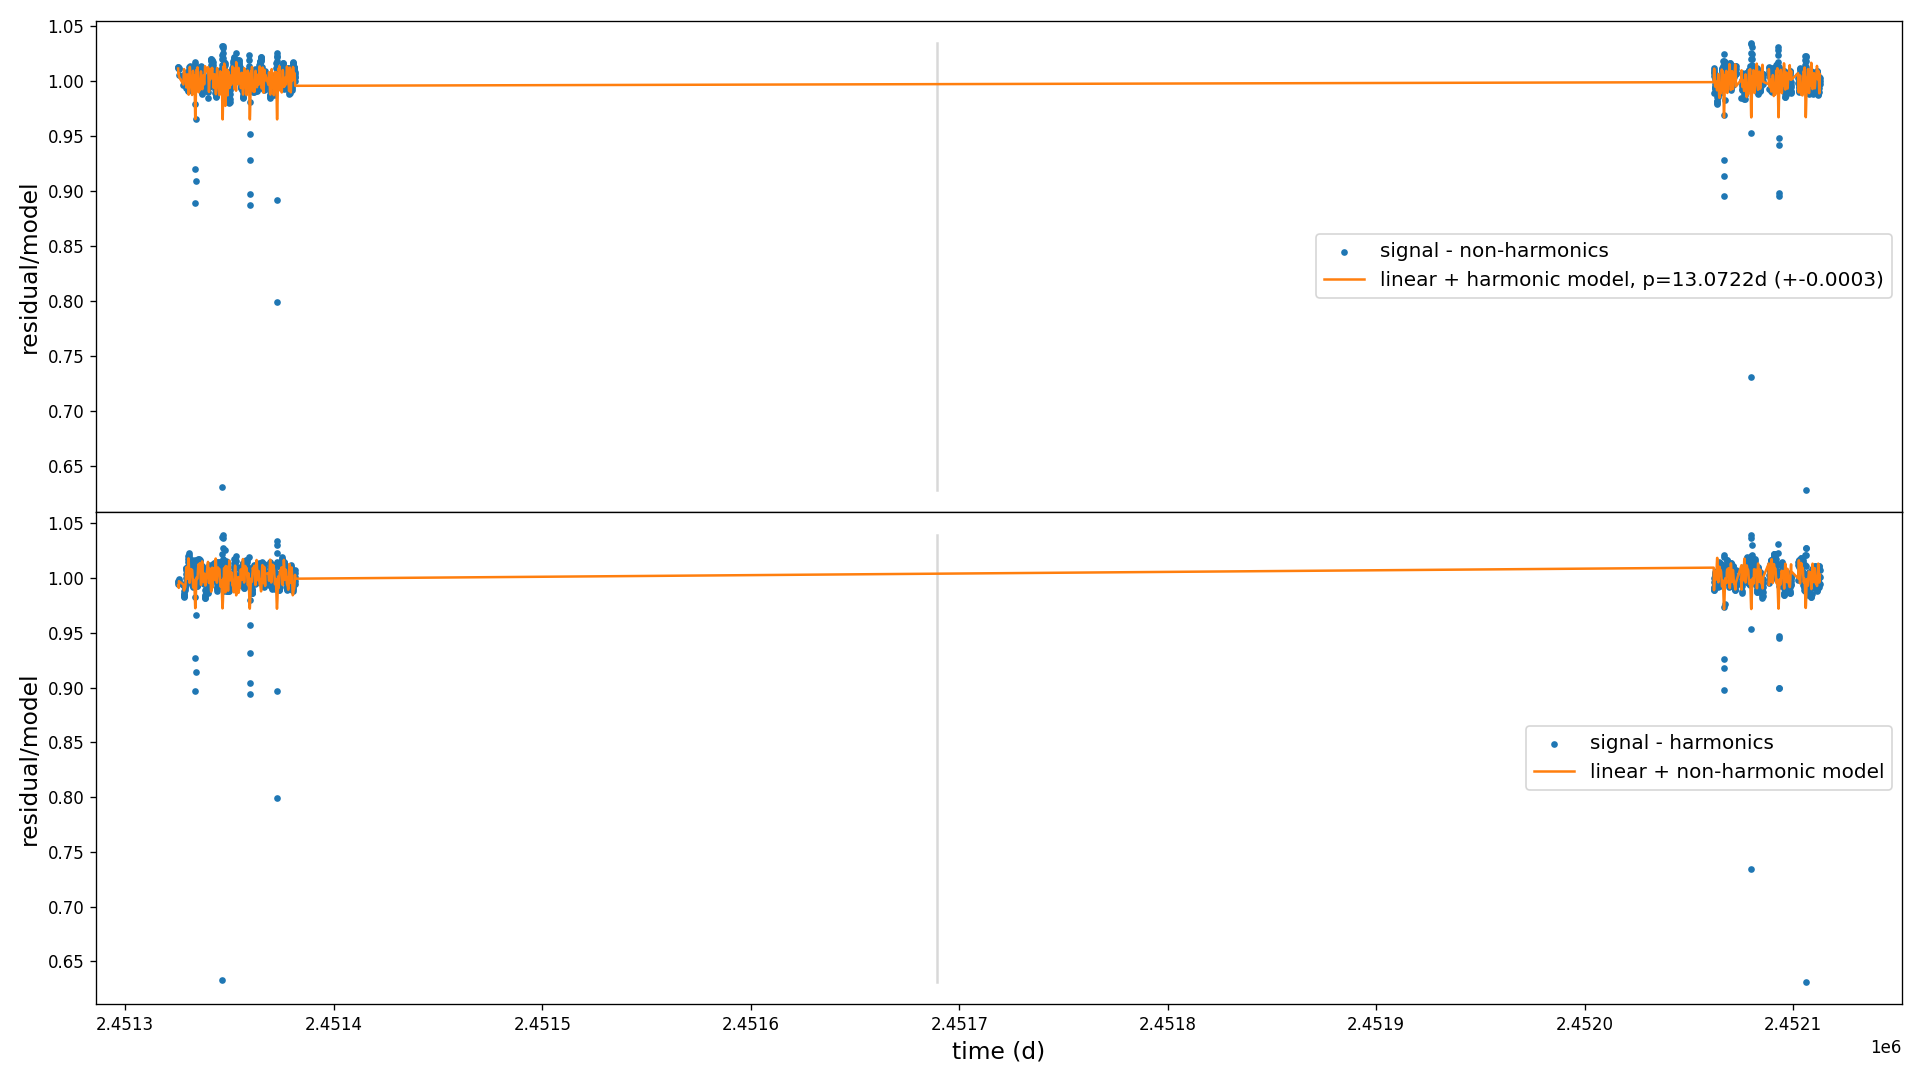 1.05
1.00
0.95
0.90
0.85
0.80
0.75
0.70
0.65
residual/model
signal - non-harmonics
linear + harmonic model, p=13.0722d (+-0.0003)
1.05
1.00
0.95
0.90
0.85
0.80
0.75
0.70
0.65
residual/model
signal - harmonics
linear + non-harmonic model
2.4513 2.4514 2.4515 2.4516 2.4517 2.4518 2.4519 2.4520 2.4521
1e6
time (d)